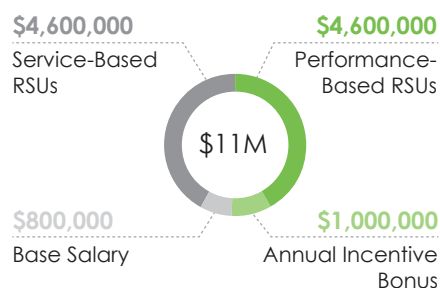 $4,600,000
Service-Based
RSUs
$4,600,000
Performance-
Based RSUs
$11M
$800,000
Base Salary
$1,000,000
Annual Incentive
Bonus